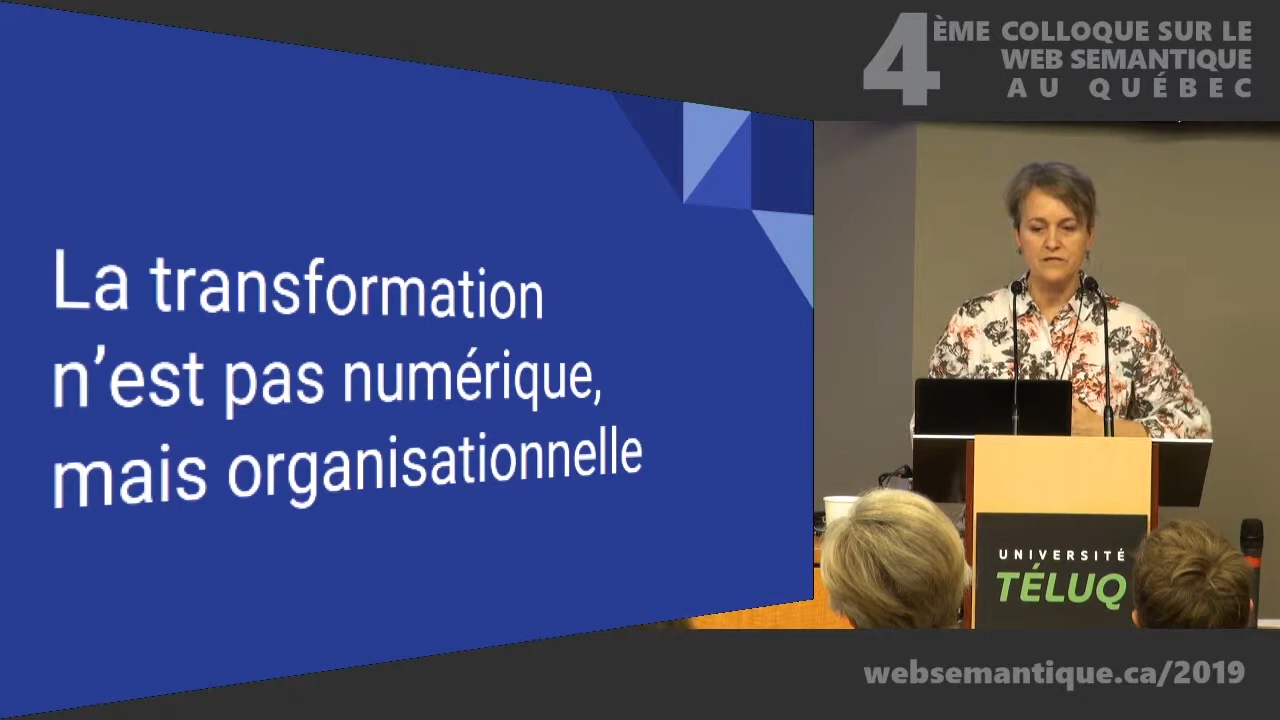 4ÈME COLLOQUE SUR LE
WEB SEMANTIQUE
AU QUÉBEC
La transformation
n’est pas numérique,
mais organisationnelle
UNIVERSITÉ
TÉLUQ
websemantique.ca/2019